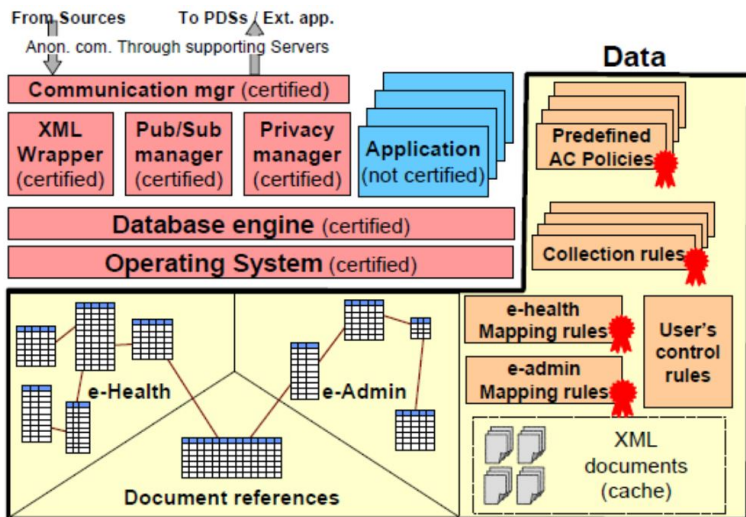 From Sources
To PDSs / Ext. app.
Anon. com. Through supporting Servers
Data
Communication mgr (certified)
XML
Wrapper
(certified)
Pub/Sub
manager
(certified)
Privacy
manager
(certified)
Application
(not certified)
Predefined
AC Policies
Database engine (certified)
Operating System (certified)
Collection rules
e-health
Mapping rules
e-admin
Mapping rules
User's
control
rules
e-Health
e-Admin
Document references
XML
documents
(cache)